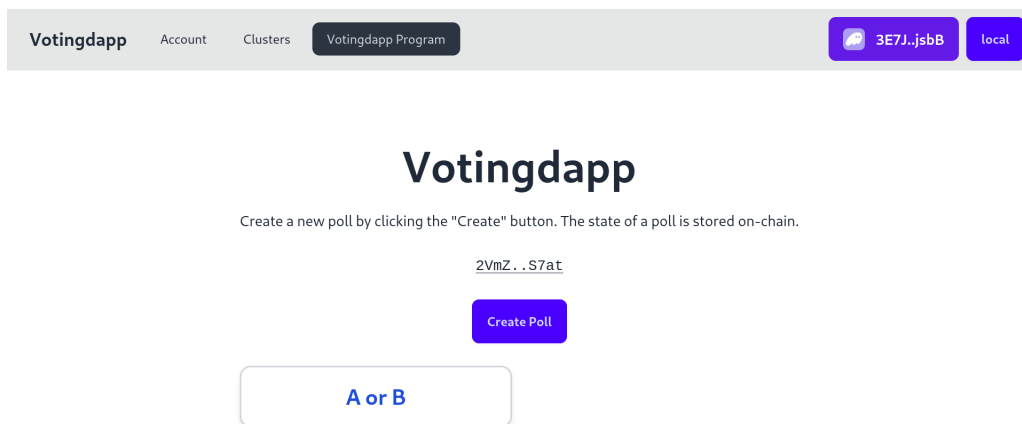 Votingdapp Account Clusters Votingdapp Program 3E7J..jsbB local
Votingdapp
Create a new poll by clicking the "Create" button. The state of a poll is stored on-chain.
2VmZ..S7at
Create Poll
A or B